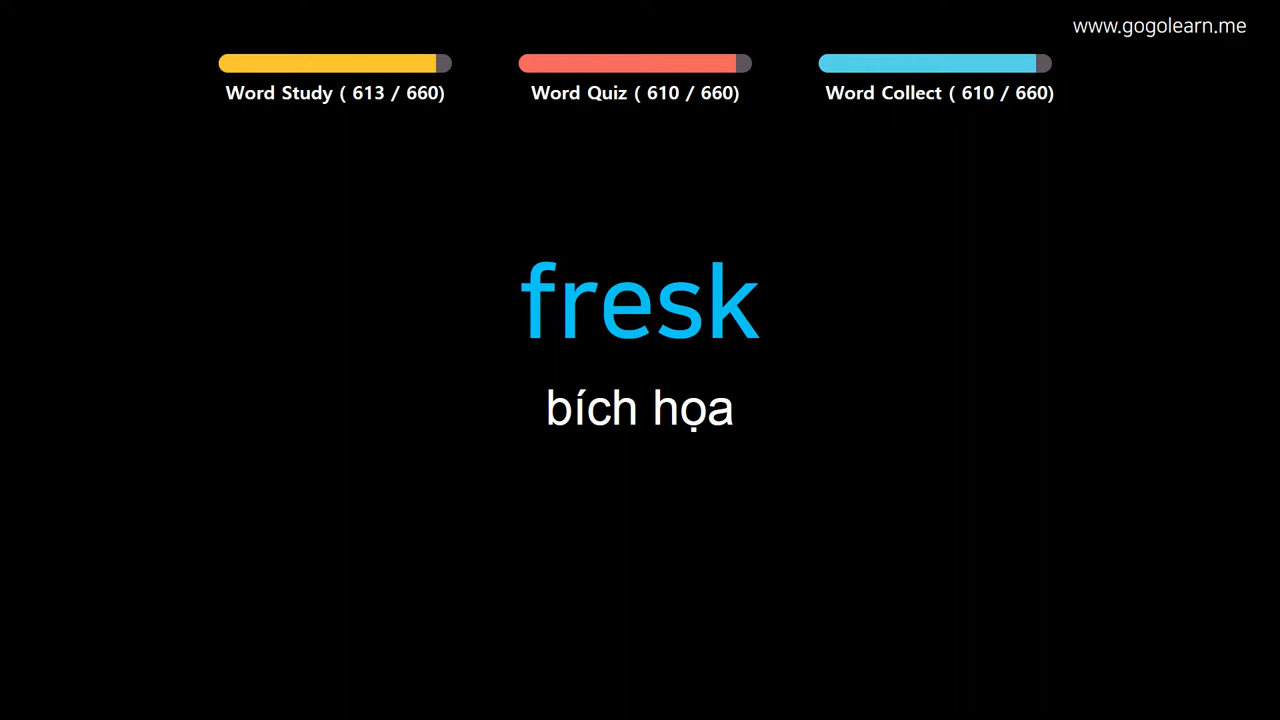 www.gogolearn.me
Word Study ( 613 / 660)
Word Quiz ( 610 / 660)
Word Collect ( 610 / 660)
fresk
bích họa